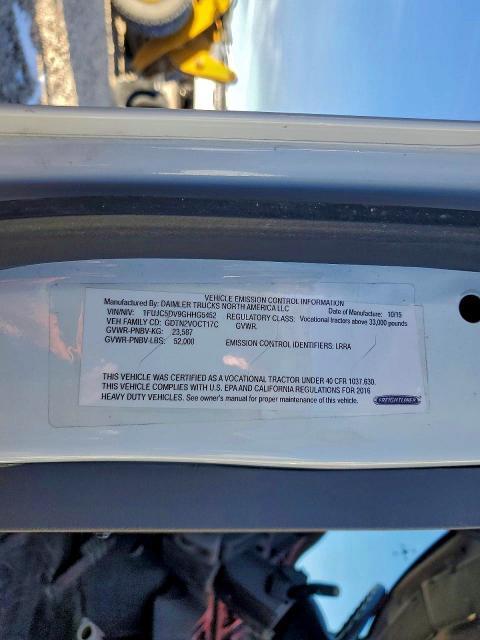 VEHICLE EMISSION CONTROL INFORMATION
Manufactured By: DAIMLER TRUCKS NORTH AMERICA LLC
Date of Manufacture: 10/15
VIN/NIV: 1FUJC5DV9GHHG5452
REGULATORY CLASS: Vocational tractors above 33,000 pounds GVWR.
VEH FAMILY CD: GDTN2VOCT17C
GVWR-PNBV-KG: 23,587
GVWR-PNBV-LBS: 52,000
EMISSION CONTROL IDENTIFIERS: LRRA
THIS VEHICLE WAS CERTIFIED AS A VOCATIONAL TRACTOR UNDER 40 CFR 1037.630.
THIS VEHICLE COMPLIES WITH U.S. EPA AND CALIFORNIA REGULATIONS FOR 2016
HEAVY DUTY VEHICLES. See owner's manual for proper maintenance of this vehicle.
FREIGHTLINER